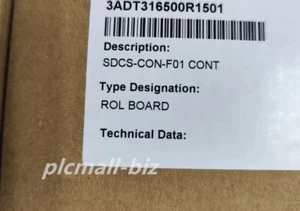 3ADT316500R1501
Description:
SDCS-CON-F01 CONT
Type Designation:
ROL BOARD
Technical Data:
plcmall-biz